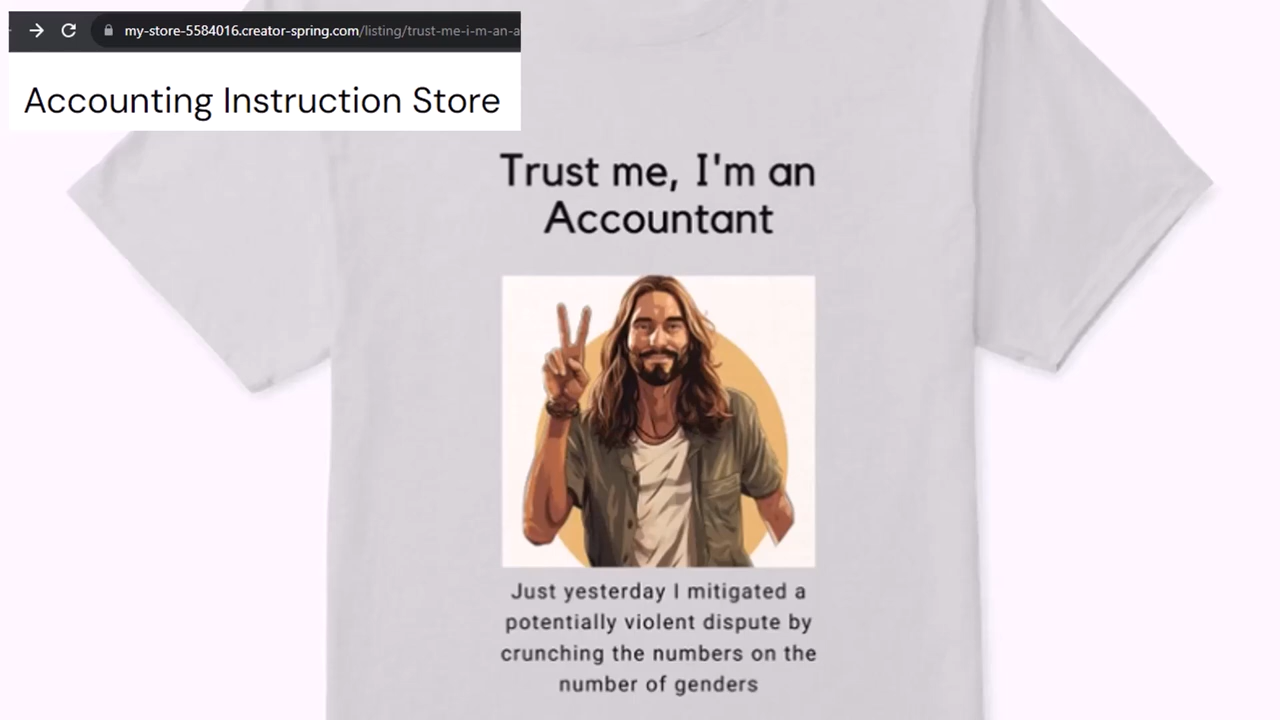 my-store-5584016.creator-spring.com/listing/trust-me-i-m-an-a
Accounting Instruction Store
Trust me, I'm an
Accountant
Just yesterday I mitigated a
potentially violent dispute by
crunching the numbers on the
number of genders